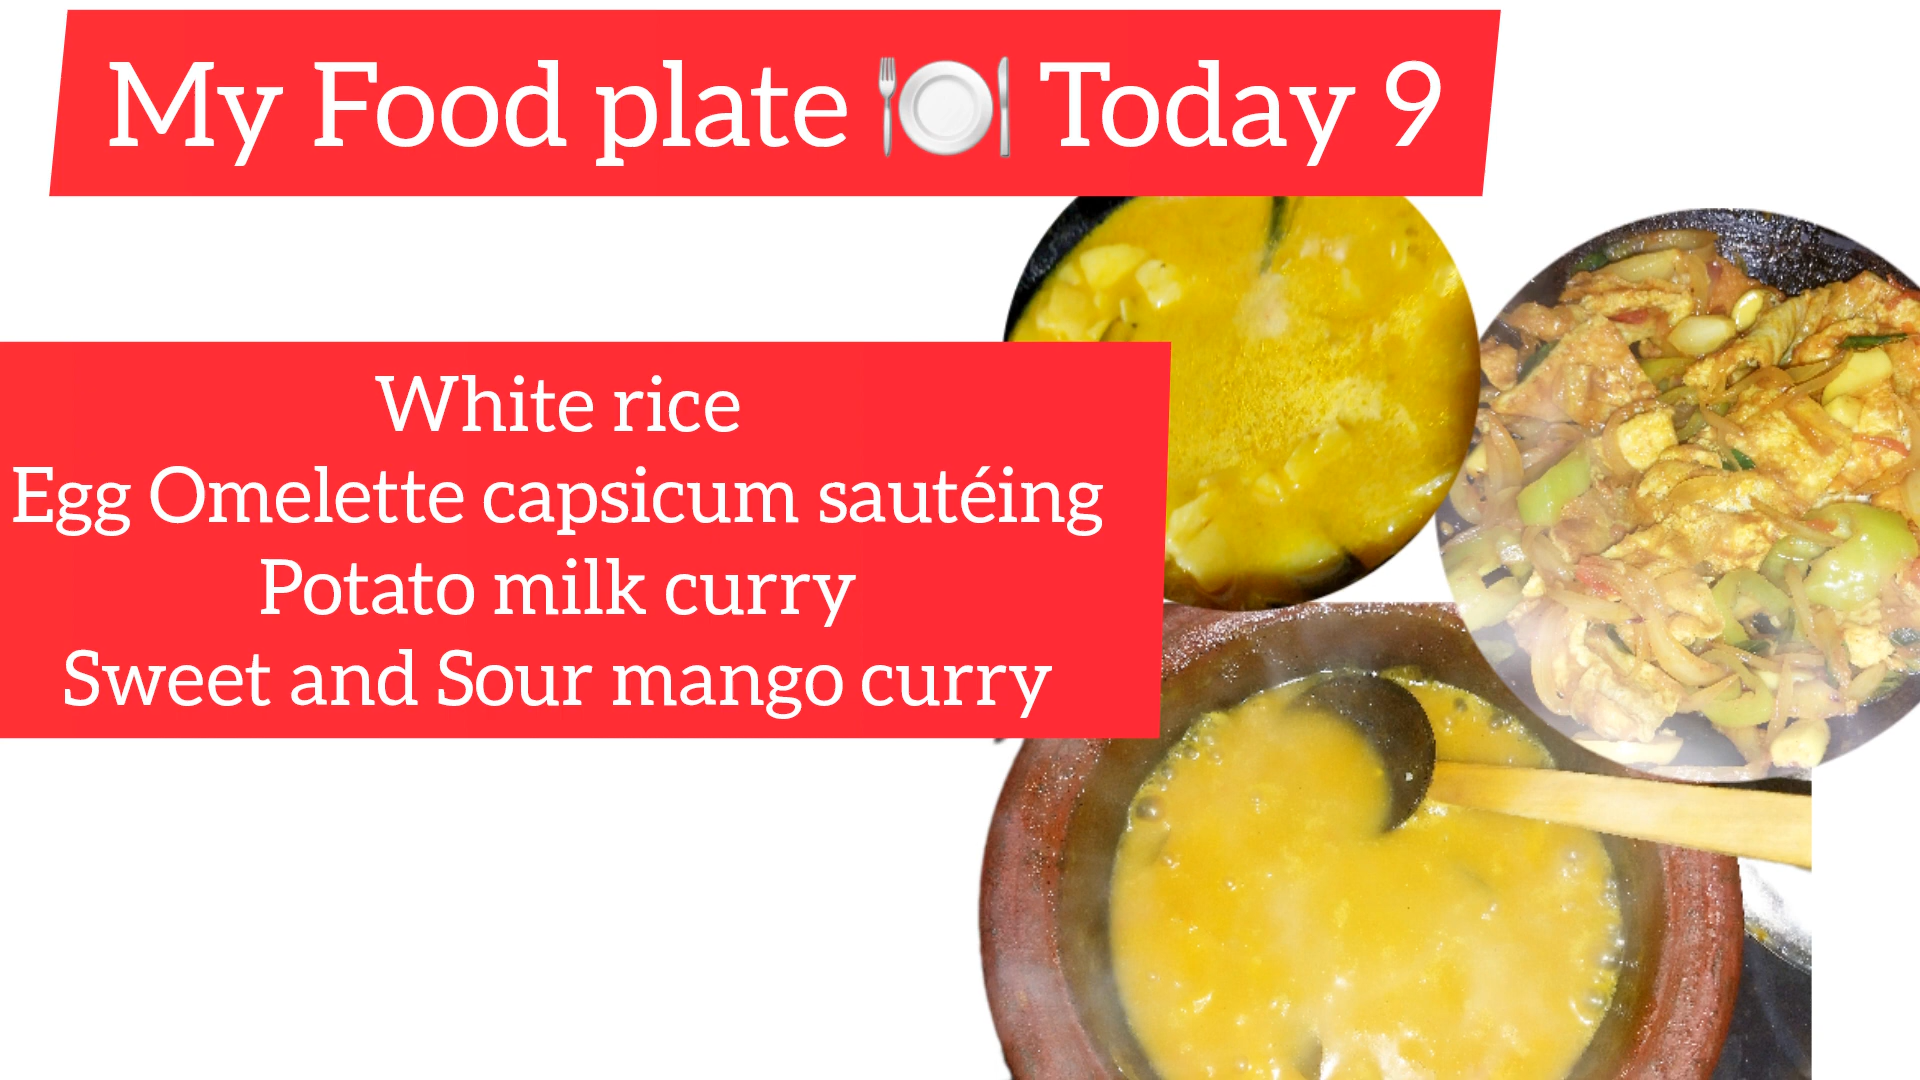 My Food plate 🍽️ Today 9
White rice
Egg Omelette capsicum sautéing
Potato milk curry
Sweet and Sour mango curry